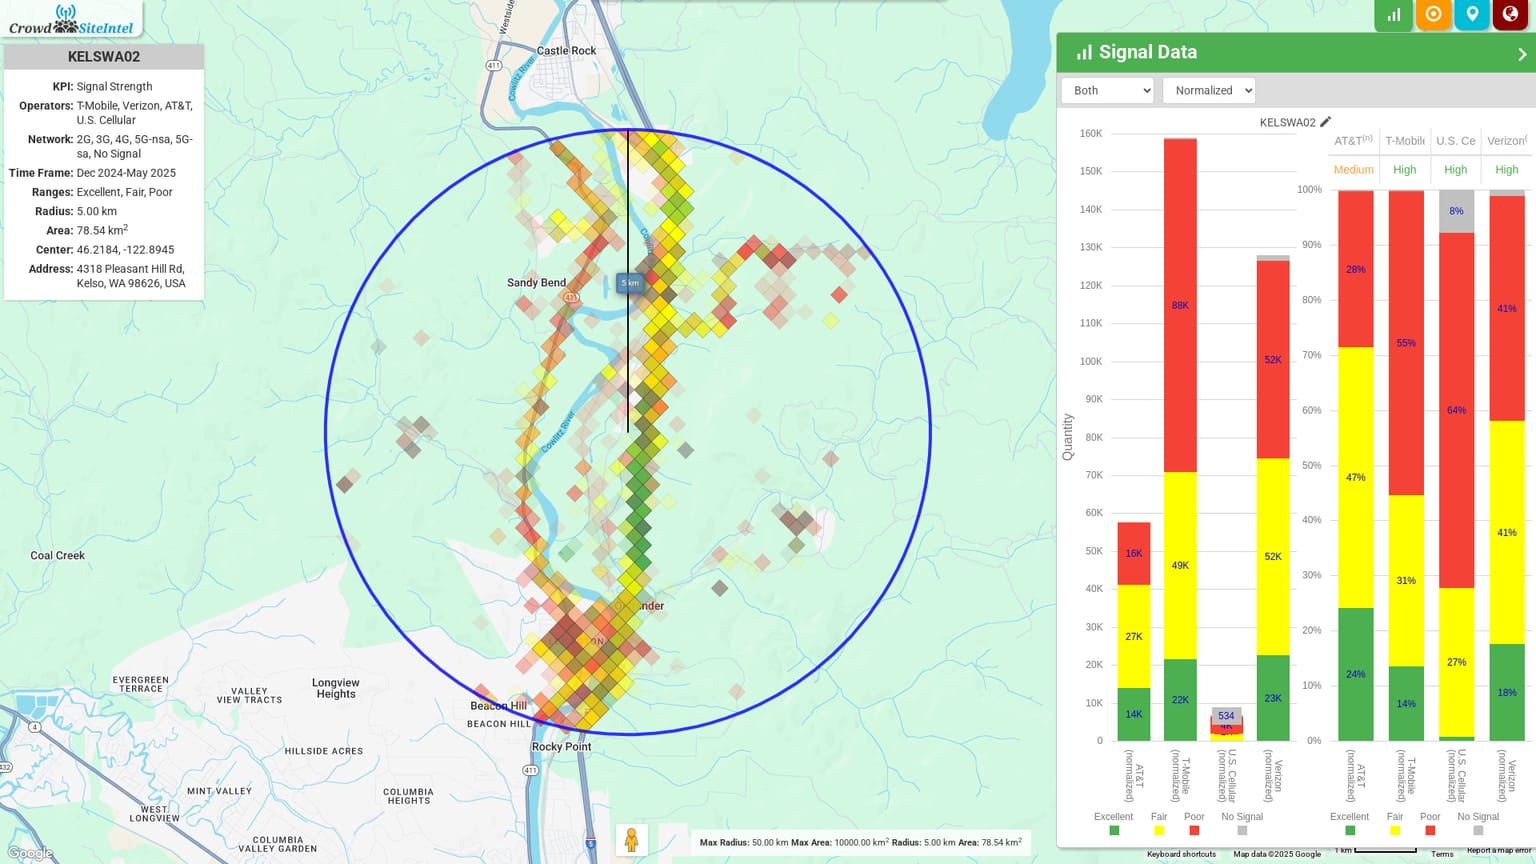 Crowd SiteIntel
KELSWA02
KPI: Signal Strength
Operators: T-Mobile, Verizon, AT&T,
U.S. Cellular
Network: 2G, 3G, 4G, 5G-nsa, 5G-
sa, No Signal
Time Frame: Dec 2024-May 2025
Ranges: Excellent, Fair, Poor
Radius: 5.00 km
Area: 78.54 km2
Center: 46.2184, -122.8945
Address: 4318 Pleasant Hill Rd,
Kelso, WA 98626, USA
Westside
Castle Rock
411
Cowlitz River
Sandy Bend
411
5 km
Cowlitz River
Coal Creek
Longview
Heights
EVERGREEN
TERRACE
VALLEY
VIEW TRACTS
Beacon Hill
BEACON HILL
Rocky Point
4
432
HILLSIDE ACRES
411
MINT VALLEY
COLUMBIA
HEIGHTS
WEST
LONGVIEW
COLUMBIA
VALLEY GARDEN
5
Google
Max Radius: 50.00 km Max Area: 10000.00 km2 Radius: 5.00 km Area: 78.54 km2
Signal Data
Both
Normalized
KELSWA02
Quantity
160K
150K
140K
130K
120K
110K
100K
90K
80K
70K
60K
50K
40K
30K
20K
10K
0
16K
27K
14K
88K
49K
22K
534
52K
52K
23K
AT&T
(normalized)
T-Mobile
(normalized)
U.S. Cellular
(normalized)
Verizon
(normalized)
Excellent
Fair
Poor
No Signal
AT&T(n)
T-Mobile
U.S. Ce
Verizon(
Medium
High
High
High
100%
90%
80%
70%
60%
50%
40%
30%
20%
10%
0%
28%
47%
24%
55%
31%
14%
8%
64%
27%
41%
41%
18%
AT&T
(normalized)
T-Mobile
(normalized)
U.S. Cellular
(normalized)
Verizon
(normalized)
Excellent
Fair
Poor
No Signal
Keyboard shortcuts
Map data ©2025 Google
1 km
Terms
Report a map error